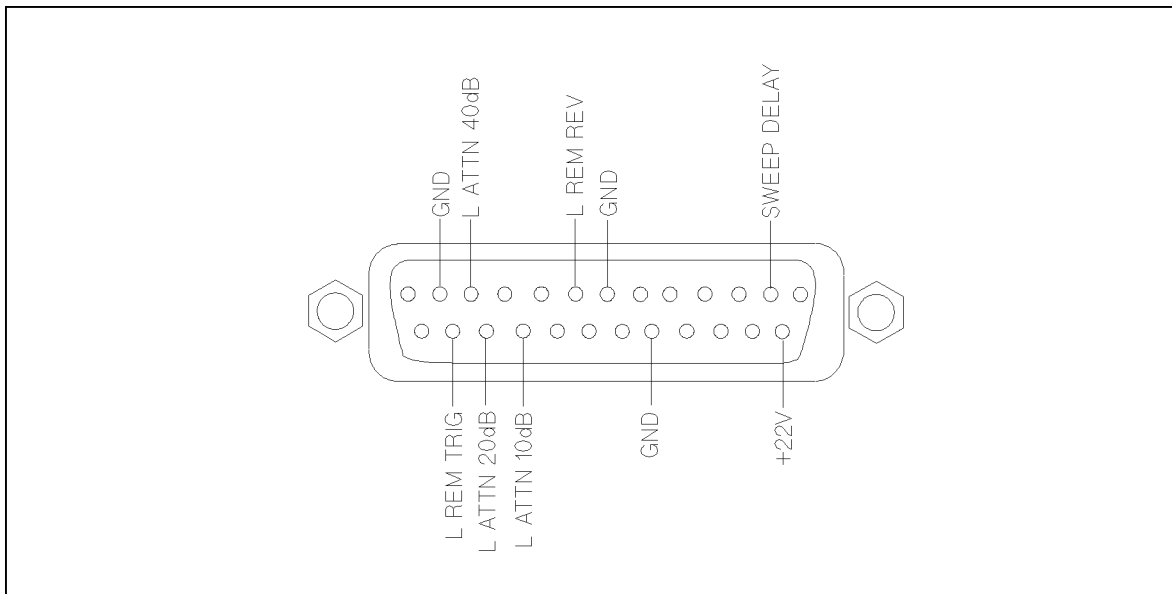 GND
L ATTN 40dB
L REM REV
GND
SWEEP DELAY
L REM TRIG
L ATTN 20dB
L ATTN 10dB
GND
+22V